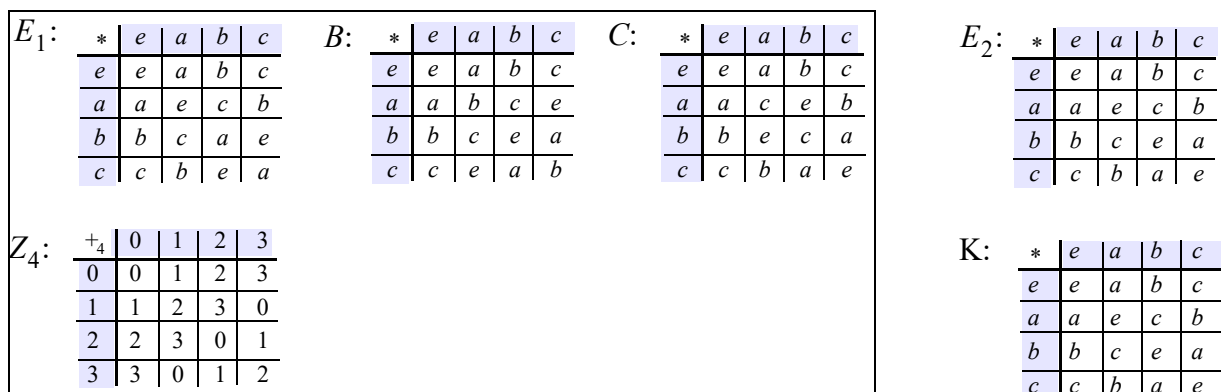 E₁:
* e a b c
e e a b c
a a e c b
b b c a e
c c b e a
B:
* e a b c
e e a b c
a a b c e
b b c e a
c c e a b
C:
* e a b c
e e a b c
a a c e b
b b e c a
c c b a e
E₂:
* e a b c
e e a b c
a a e c b
b b c e a
c c b a e
Z₄:
+₄ 0 1 2 3
0 0 1 2 3
1 1 2 3 0
2 2 3 0 1
3 3 0 1 2
K:
* e a b c
e e a b c
a a e c b
b b c e a
c c b a e